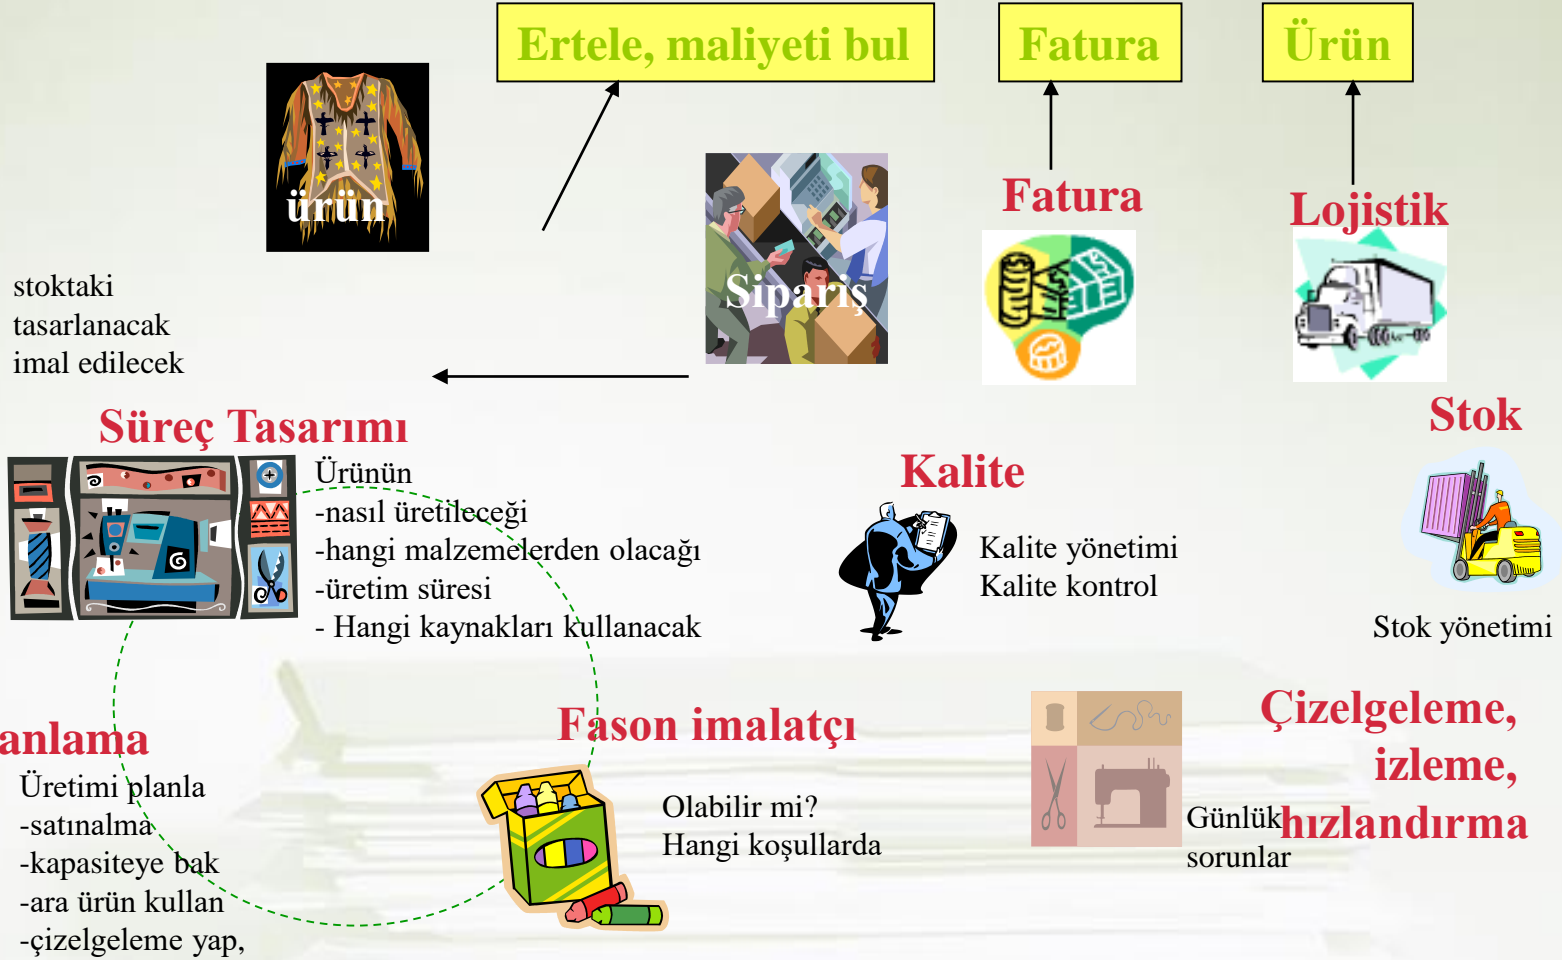 Ertele, maliyeti bul
Fatura
Ürün
ürün
Sipariş
Fatura
Lojistik
stoktaki
tasarlanacak
imal edilecek
Süreç Tasarımı
Ürünün
-nasıl üretileceği
-hangi malzemelerden olacağı
-üretim süresi
- Hangi kaynakları kullanacak
Kalite
Kalite yönetimi
Kalite kontrol
Stok
Stok yönetimi
anlama
Üretimi planla
-satınalma
-kapasiteye bak
-ara ürün kullan
-çizelgeleme yap,
Fason imalatçı
Olabilir mi?
Hangi koşullarda
Çizelgeleme,
izleme,
hızlandırma
Günlük
sorunlar